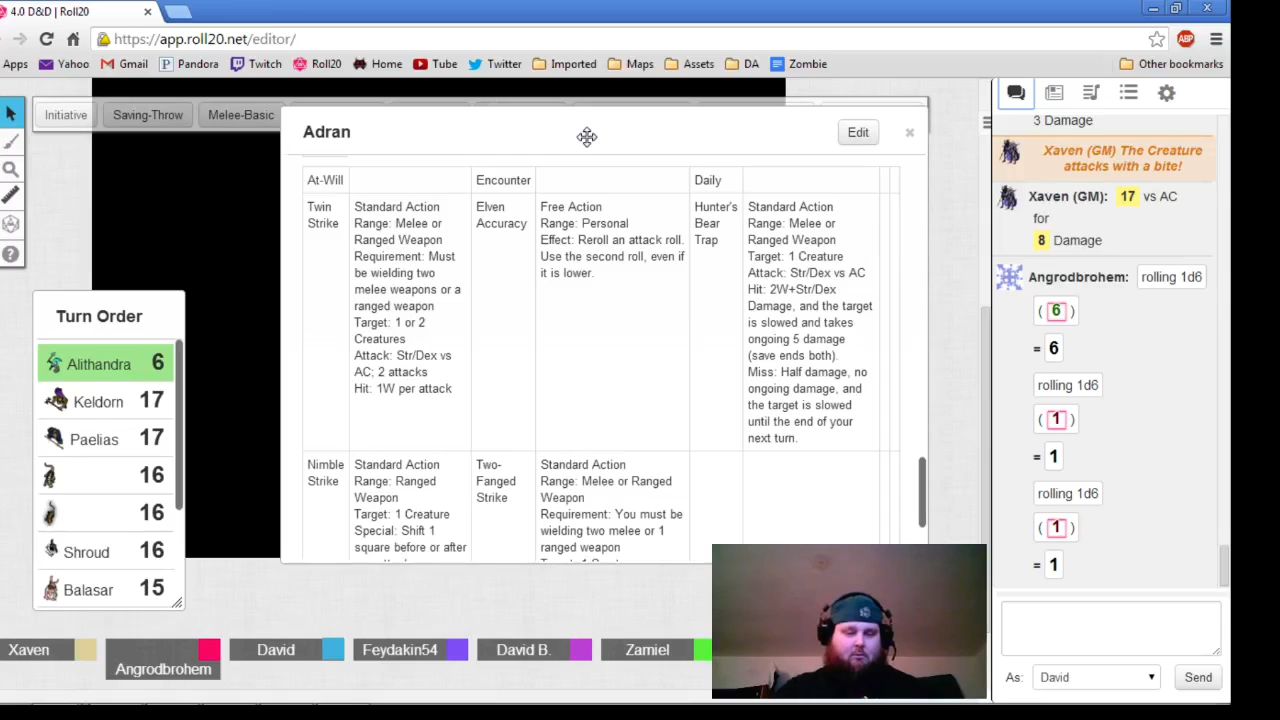 4.0 D&D | Roll20
https://app.roll20.net/editor/
Apps Yahoo Gmail Pandora Twitch Roll20 Home Tube Twitter Imported Maps Assets DA Zombie Other bookmarks
Initiative Saving-Throw Melee-Basic
Adran
Edit
At-Will Encounter Daily
Twin
Strike
Standard Action
Range: Melee or
Ranged Weapon
Requirement: Must
be wielding two
melee weapons or a
ranged weapon
Target: 1 or 2
Creatures
Attack: Str/Dex vs
AC; 2 attacks
Hit: 1W per attack
Elven
Accuracy
Free Action
Range: Personal
Effect: Reroll an attack roll.
Use the second roll, even if
it is lower.
Hunter's
Bear
Trap
Standard Action
Range: Melee or
Ranged Weapon
Target: 1 Creature
Attack: Str/Dex vs AC
Hit: 2W+Str/Dex
Damage, and the target
is slowed and takes
ongoing 5 damage
(save ends both).
Miss: Half damage, no
ongoing damage, and
the target is slowed
until the end of your
next turn.
Nimble
Strike
Standard Action
Range: Ranged
Weapon
Target: 1 Creature
Special: Shift 1
square before or after
Two-
Fanged
Strike
Standard Action
Range: Melee or Ranged
Weapon
Requirement: You must be
wielding two melee or 1
ranged weapon
Turn Order
Alithandra 6
Keldorn 17
Paelias 17
16
16
Shroud 16
Balasar 15
Xaven
Angrodbrohem
David
Feydakin54
David B.
Zamiel
3 Damage
Xaven (GM) The Creature
attacks with a bite!
Xaven (GM): 17 vs AC
for
8 Damage
Angrodbrohem: rolling 1d6
( 6 )
= 6
rolling 1d6
( 1 )
= 1
rolling 1d6
( 1 )
= 1
As: David Send
ABP